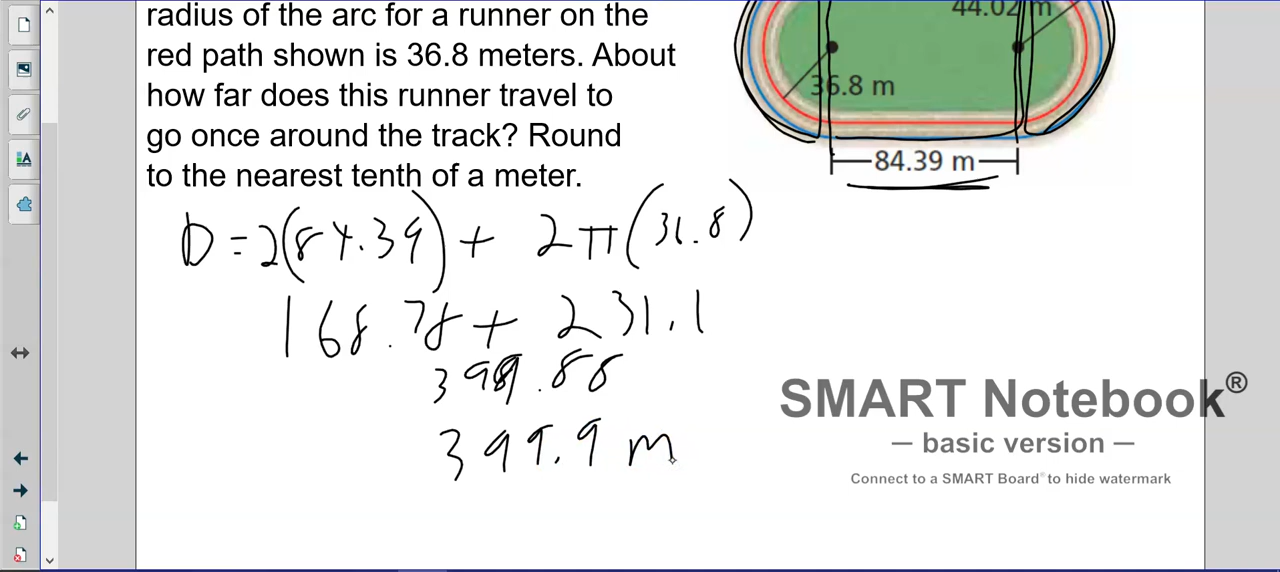 radius of the arc for a runner on the
red path shown is 36.8 meters. About
how far does this runner travel to
go once around the track? Round
to the nearest tenth of a meter.
44.02 m
36.8 m
84.39 m
D = 2(84.39) + 2π(36.8)
168.78 + 231.1
399.88
399.9 m
SMART Notebook®
— basic version —
Connect to a SMART Board® to hide watermark